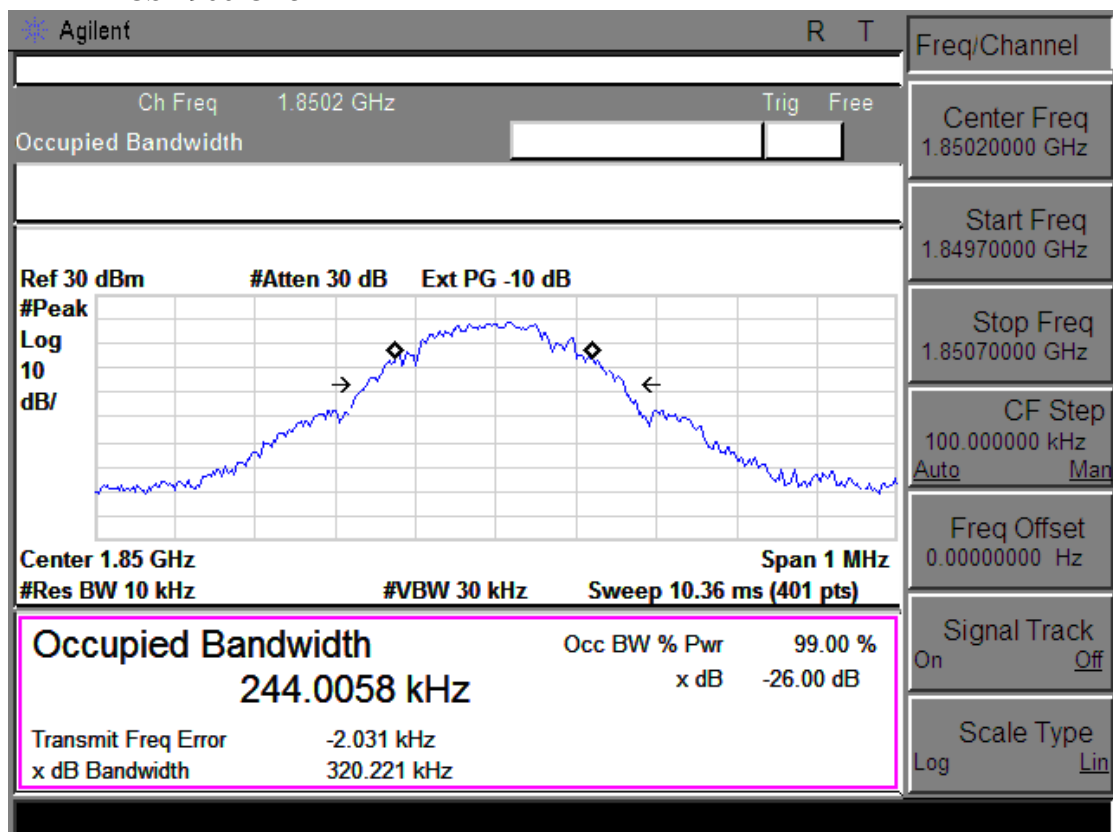 Agilent R T
Freq/Channel
Ch Freq 1.8502 GHz Trig Free
Occupied Bandwidth
Center Freq
1.85020000 GHz
Start Freq
1.84970000 GHz
Ref 30 dBm #Atten 30 dB Ext PG -10 dB
#Peak
Log
10
dB/
Stop Freq
1.85070000 GHz
CF Step
100.000000 kHz
Auto Man
Freq Offset
0.00000000 Hz
Center 1.85 GHz Span 1 MHz
#Res BW 10 kHz #VBW 30 kHz Sweep 10.36 ms (401 pts)
Occupied Bandwidth Occ BW % Pwr 99.00 %
244.0058 kHz x dB -26.00 dB
Transmit Freq Error -2.031 kHz
x dB Bandwidth 320.221 kHz
Signal Track
On Off
Scale Type
Log Lin